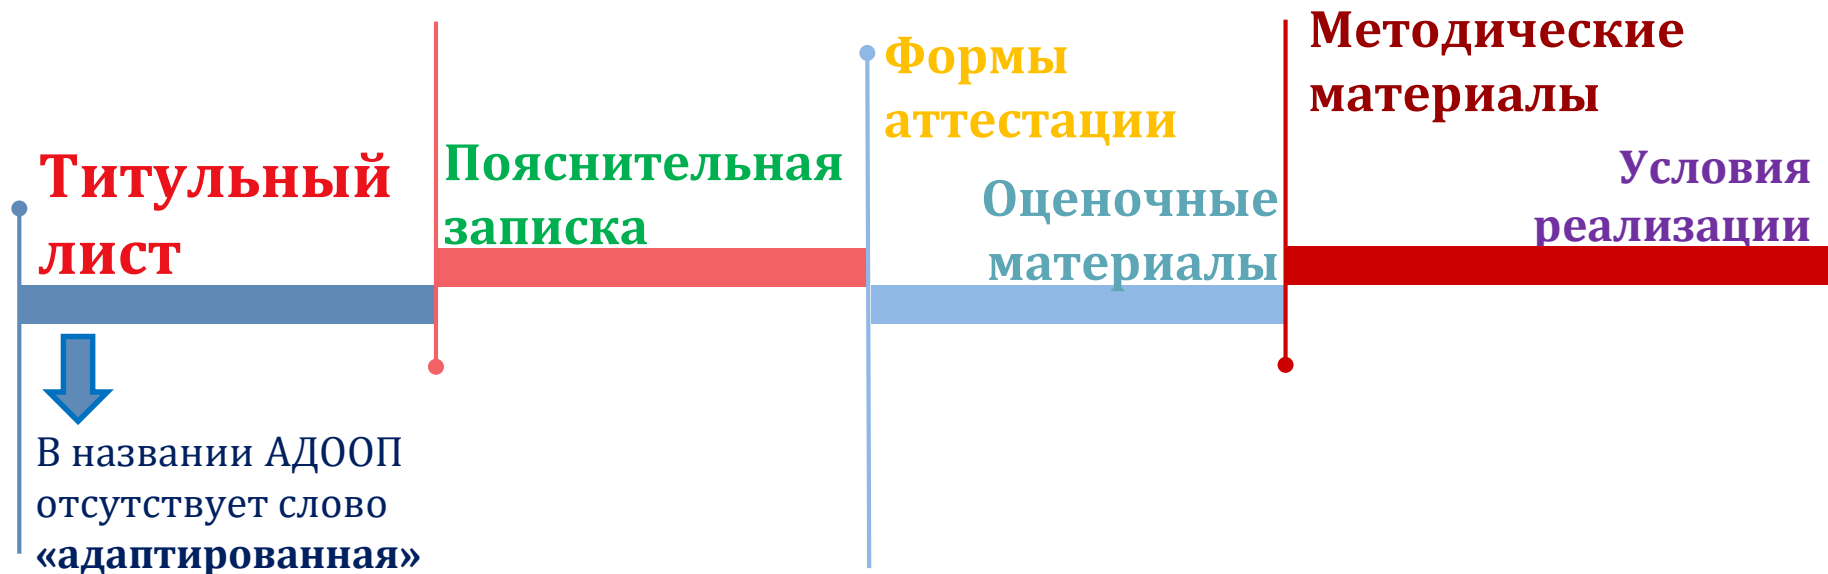 Титульный
лист
В названии АДООП
отсутствует слово
«адаптированная»
Пояснительная
записка
Формы
аттестации
Оценочные
материалы
Методические
материалы
Условия
реализации